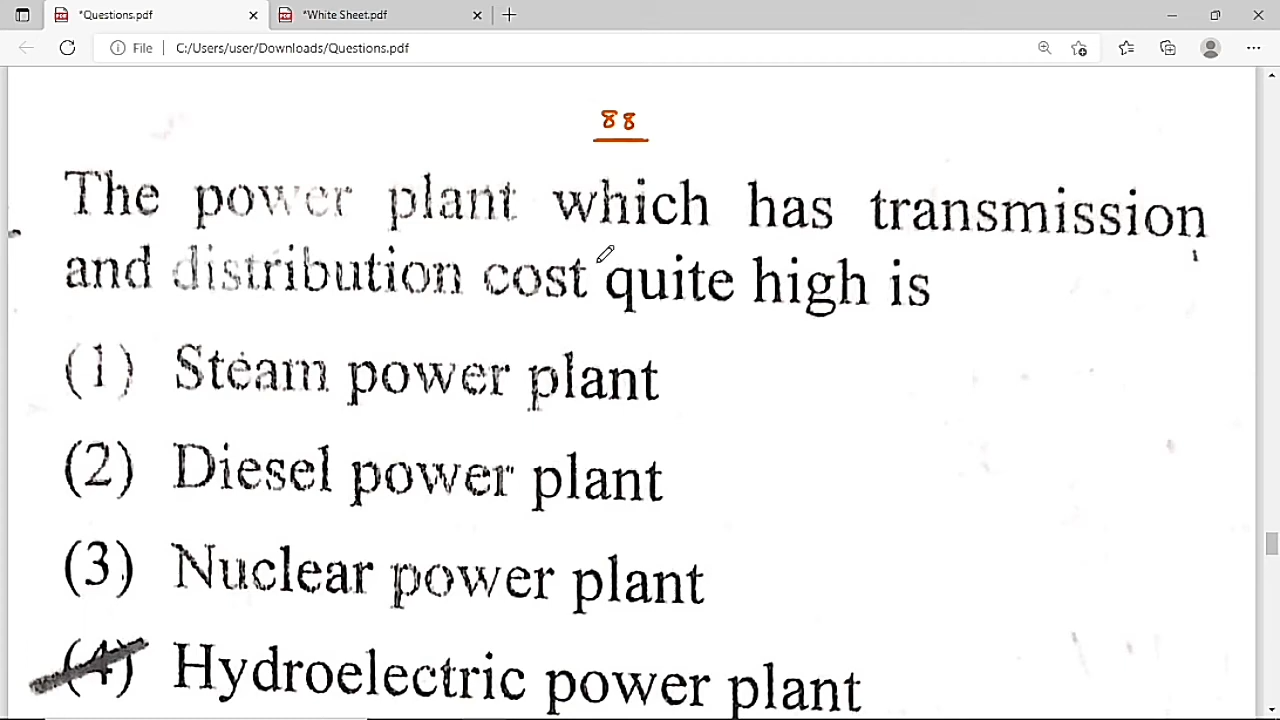 *Questions.pdf
*White Sheet.pdf
File C:/Users/user/Downloads/Questions.pdf
88
The power plant which has transmission
and distribution cost quite high is
(1) Steam power plant
(2) Diesel power plant
(3) Nuclear power plant
(4) Hydroelectric power plant